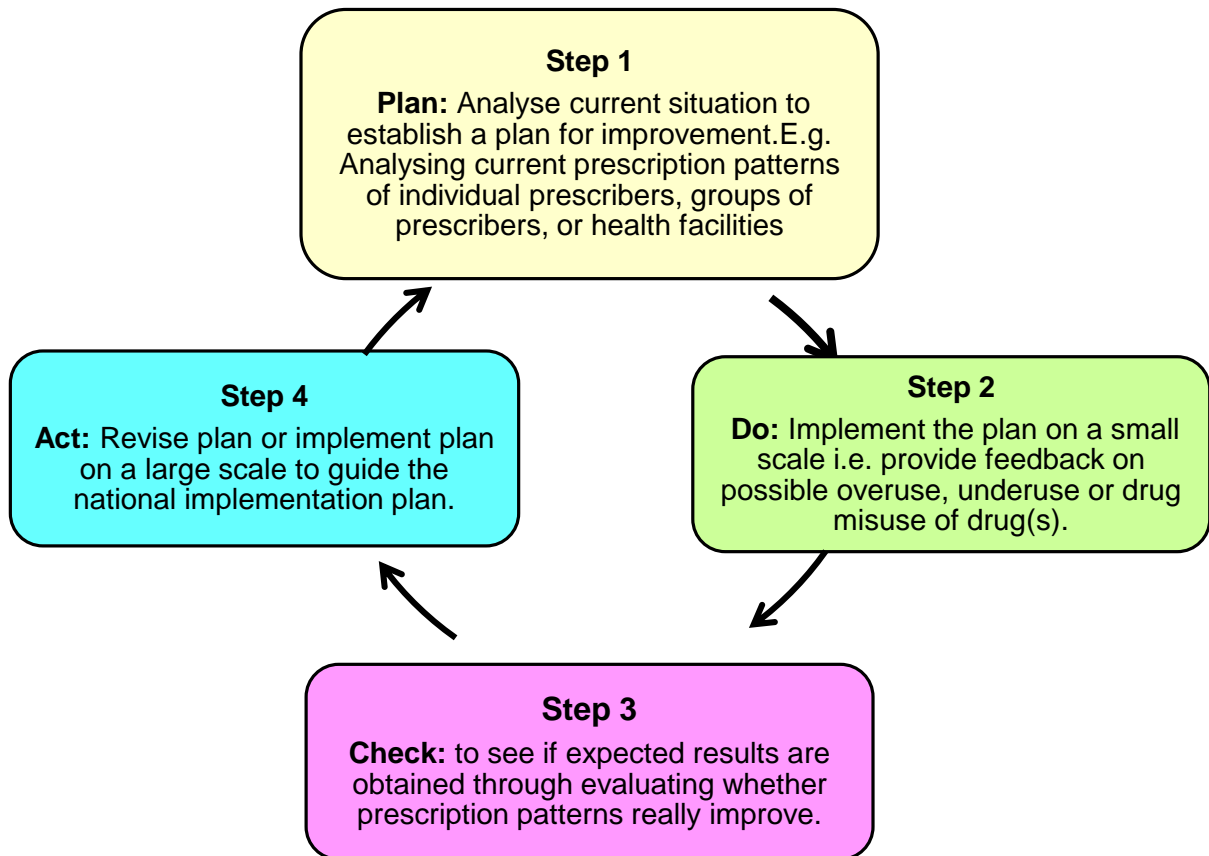 Step 1
Plan: Analyse current situation to
establish a plan for improvement.E.g.
Analysing current prescription patterns
of individual prescribers, groups of
prescribers, or health facilities
Step 2
Do: Implement the plan on a small
scale i.e. provide feedback on
possible overuse, underuse or drug
misuse of drug(s).
Step 3
Check: to see if expected results are
obtained through evaluating whether
prescription patterns really improve.
Step 4
Act: Revise plan or implement plan
on a large scale to guide the
national implementation plan.